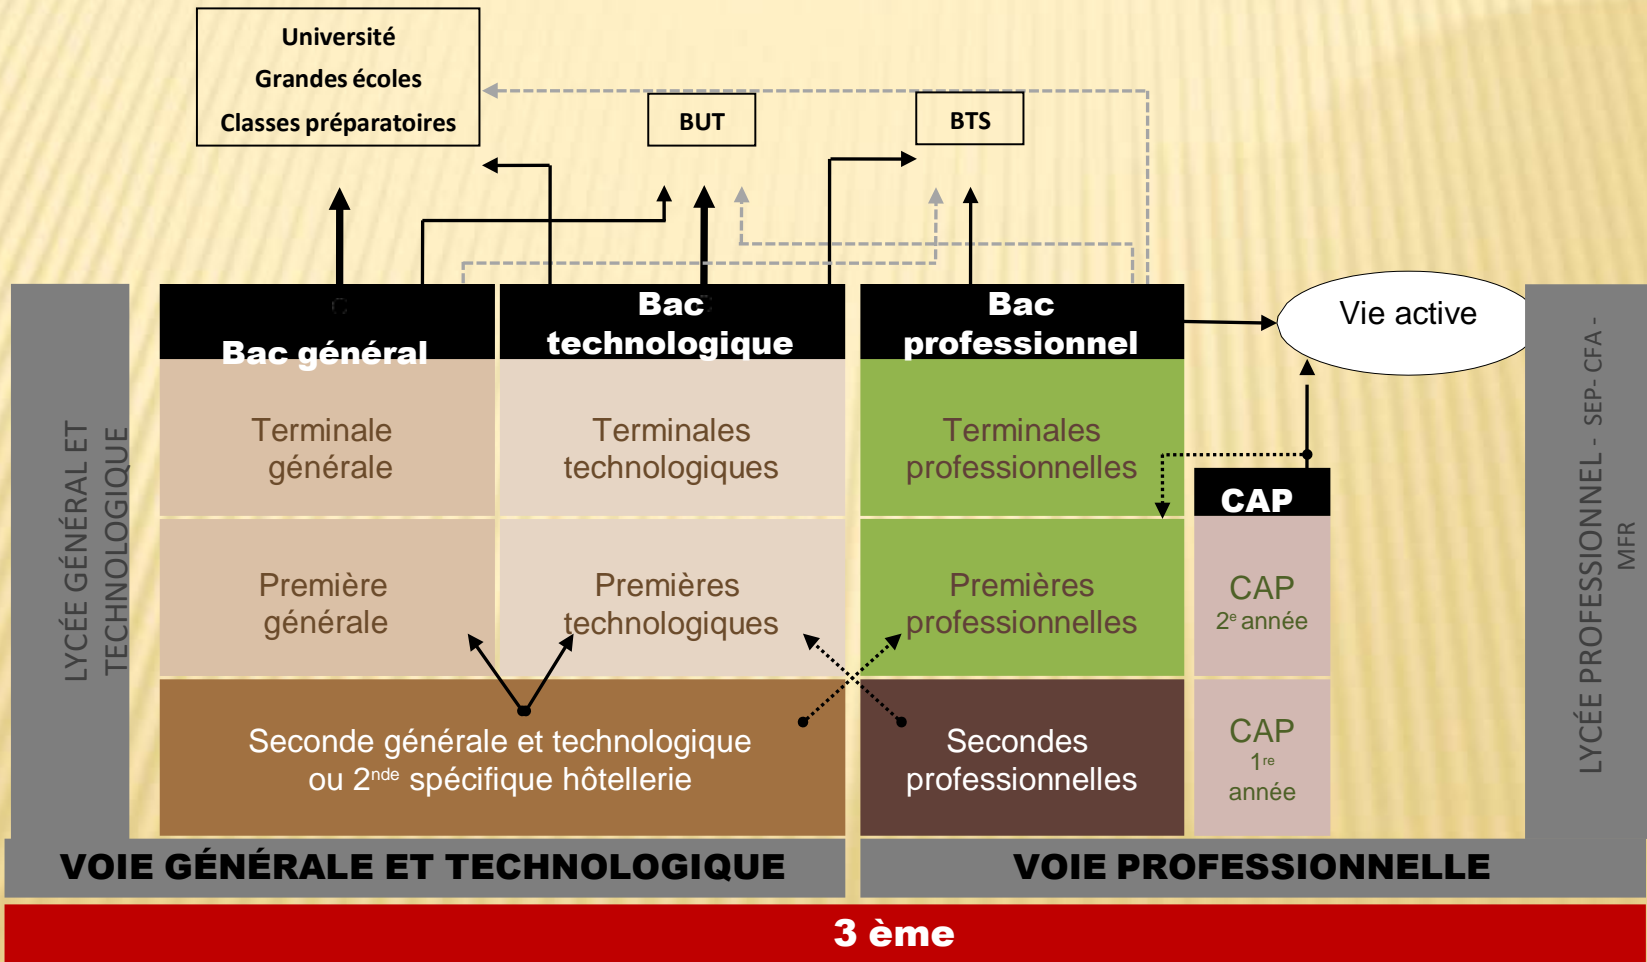 Université
Grandes écoles
Classes préparatoires
BUT
BTS
Bac général
Bac
technologique
Bac
professionnel
Vie active
Terminale
générale
Terminales
technologiques
Terminales
professionnelles
CAP
Première
générale
Premières
technologiques
Premières
professionnelles
CAP
2e année
Seconde générale et technologique
ou 2nde spécifique hôtellerie
Secondes
professionnelles
CAP
1re
année
LYCÉE GÉNÉRAL ET
TECHNOLOGIQUE
LYCÉE PROFESSIONNEL - SEP- CFA -
MFR
VOIE GÉNÉRALE ET TECHNOLOGIQUE
VOIE PROFESSIONNELLE
3 ème